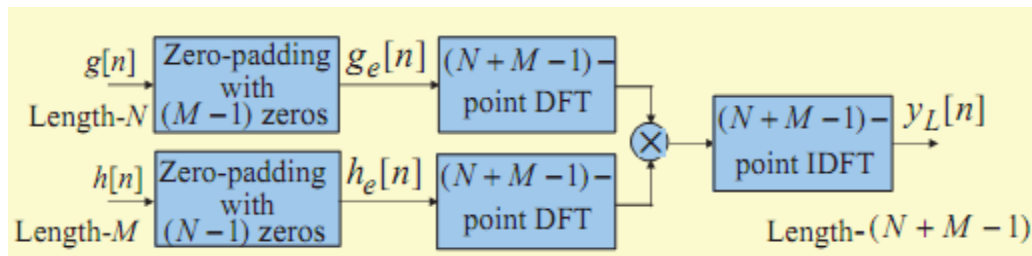 g[n]
Length-N
Zero-padding
with
(M−1) zeros
g_e[n]
(N+M−1)−
point DFT
h[n]
Length-M
Zero-padding
with
(N−1) zeros
h_e[n]
(N+M−1)−
point DFT
(N+M−1)−
point IDFT
y_L[n]
Length-(N+M−1)